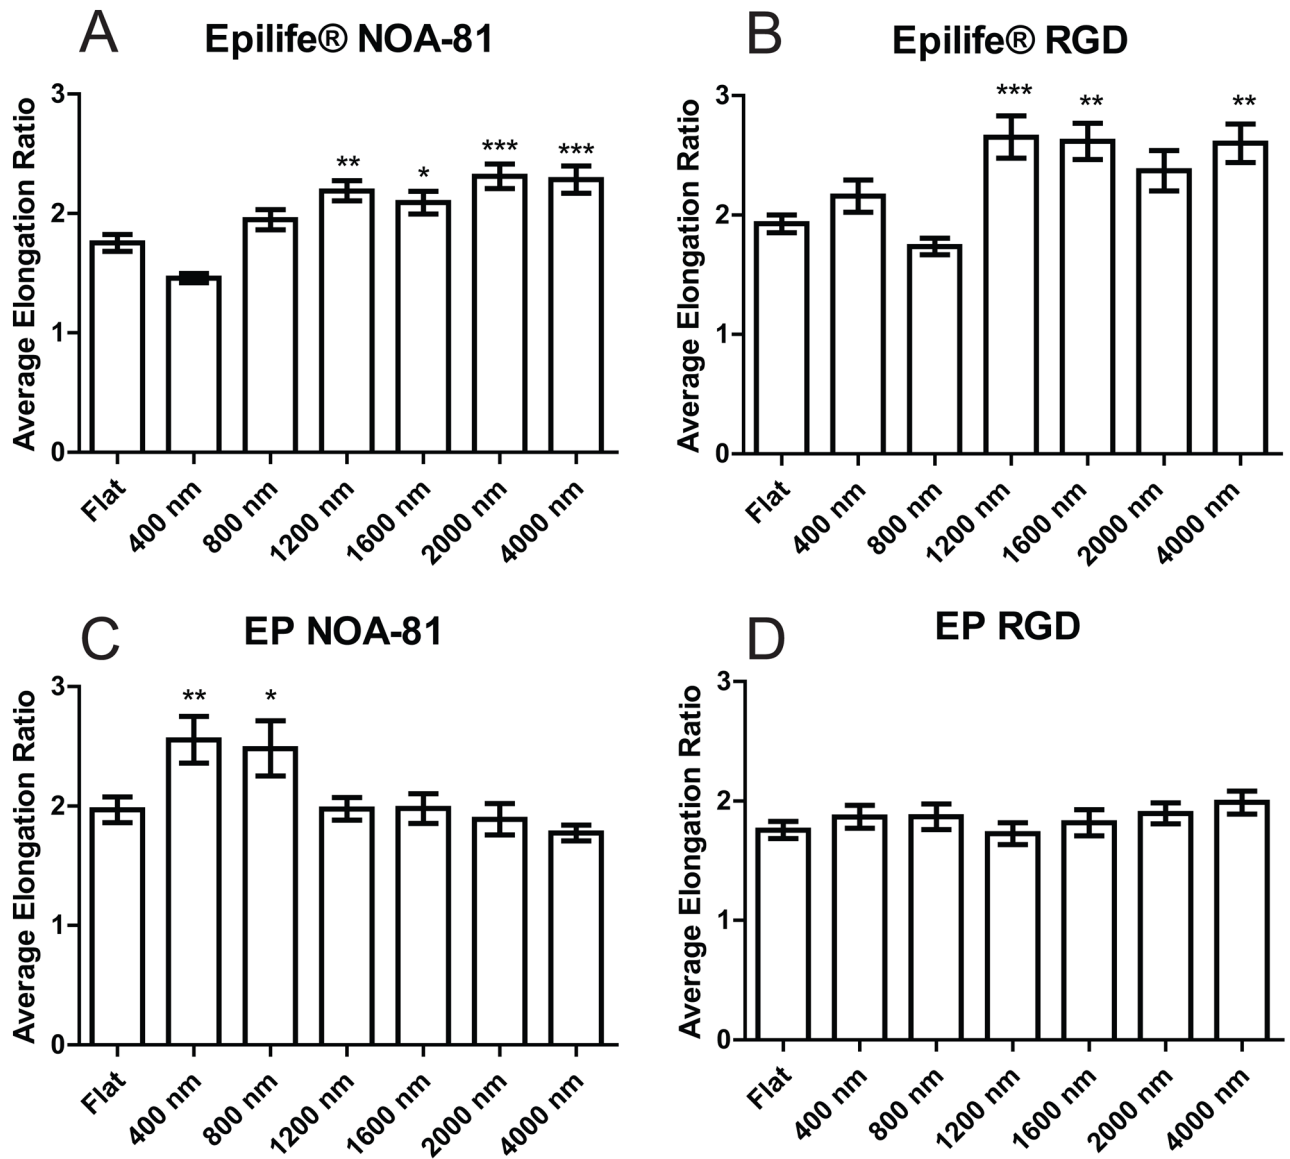 A
Epilife® NOA-81
Average Elongation Ratio
3
2
1
0
**
*
***
***
Flat
400 nm
800 nm
1200 nm
1600 nm
2000 nm
4000 nm
B
Epilife® RGD
Average Elongation Ratio
3
2
1
0
***
**
**
Flat
400 nm
800 nm
1200 nm
1600 nm
2000 nm
4000 nm
C
EP NOA-81
Average Elongation Ratio
3
2
1
0
**
*
Flat
400 nm
800 nm
1200 nm
1600 nm
2000 nm
4000 nm
D
EP RGD
Average Elongation Ratio
3
2
1
0
Flat
400 nm
800 nm
1200 nm
1600 nm
2000 nm
4000 nm